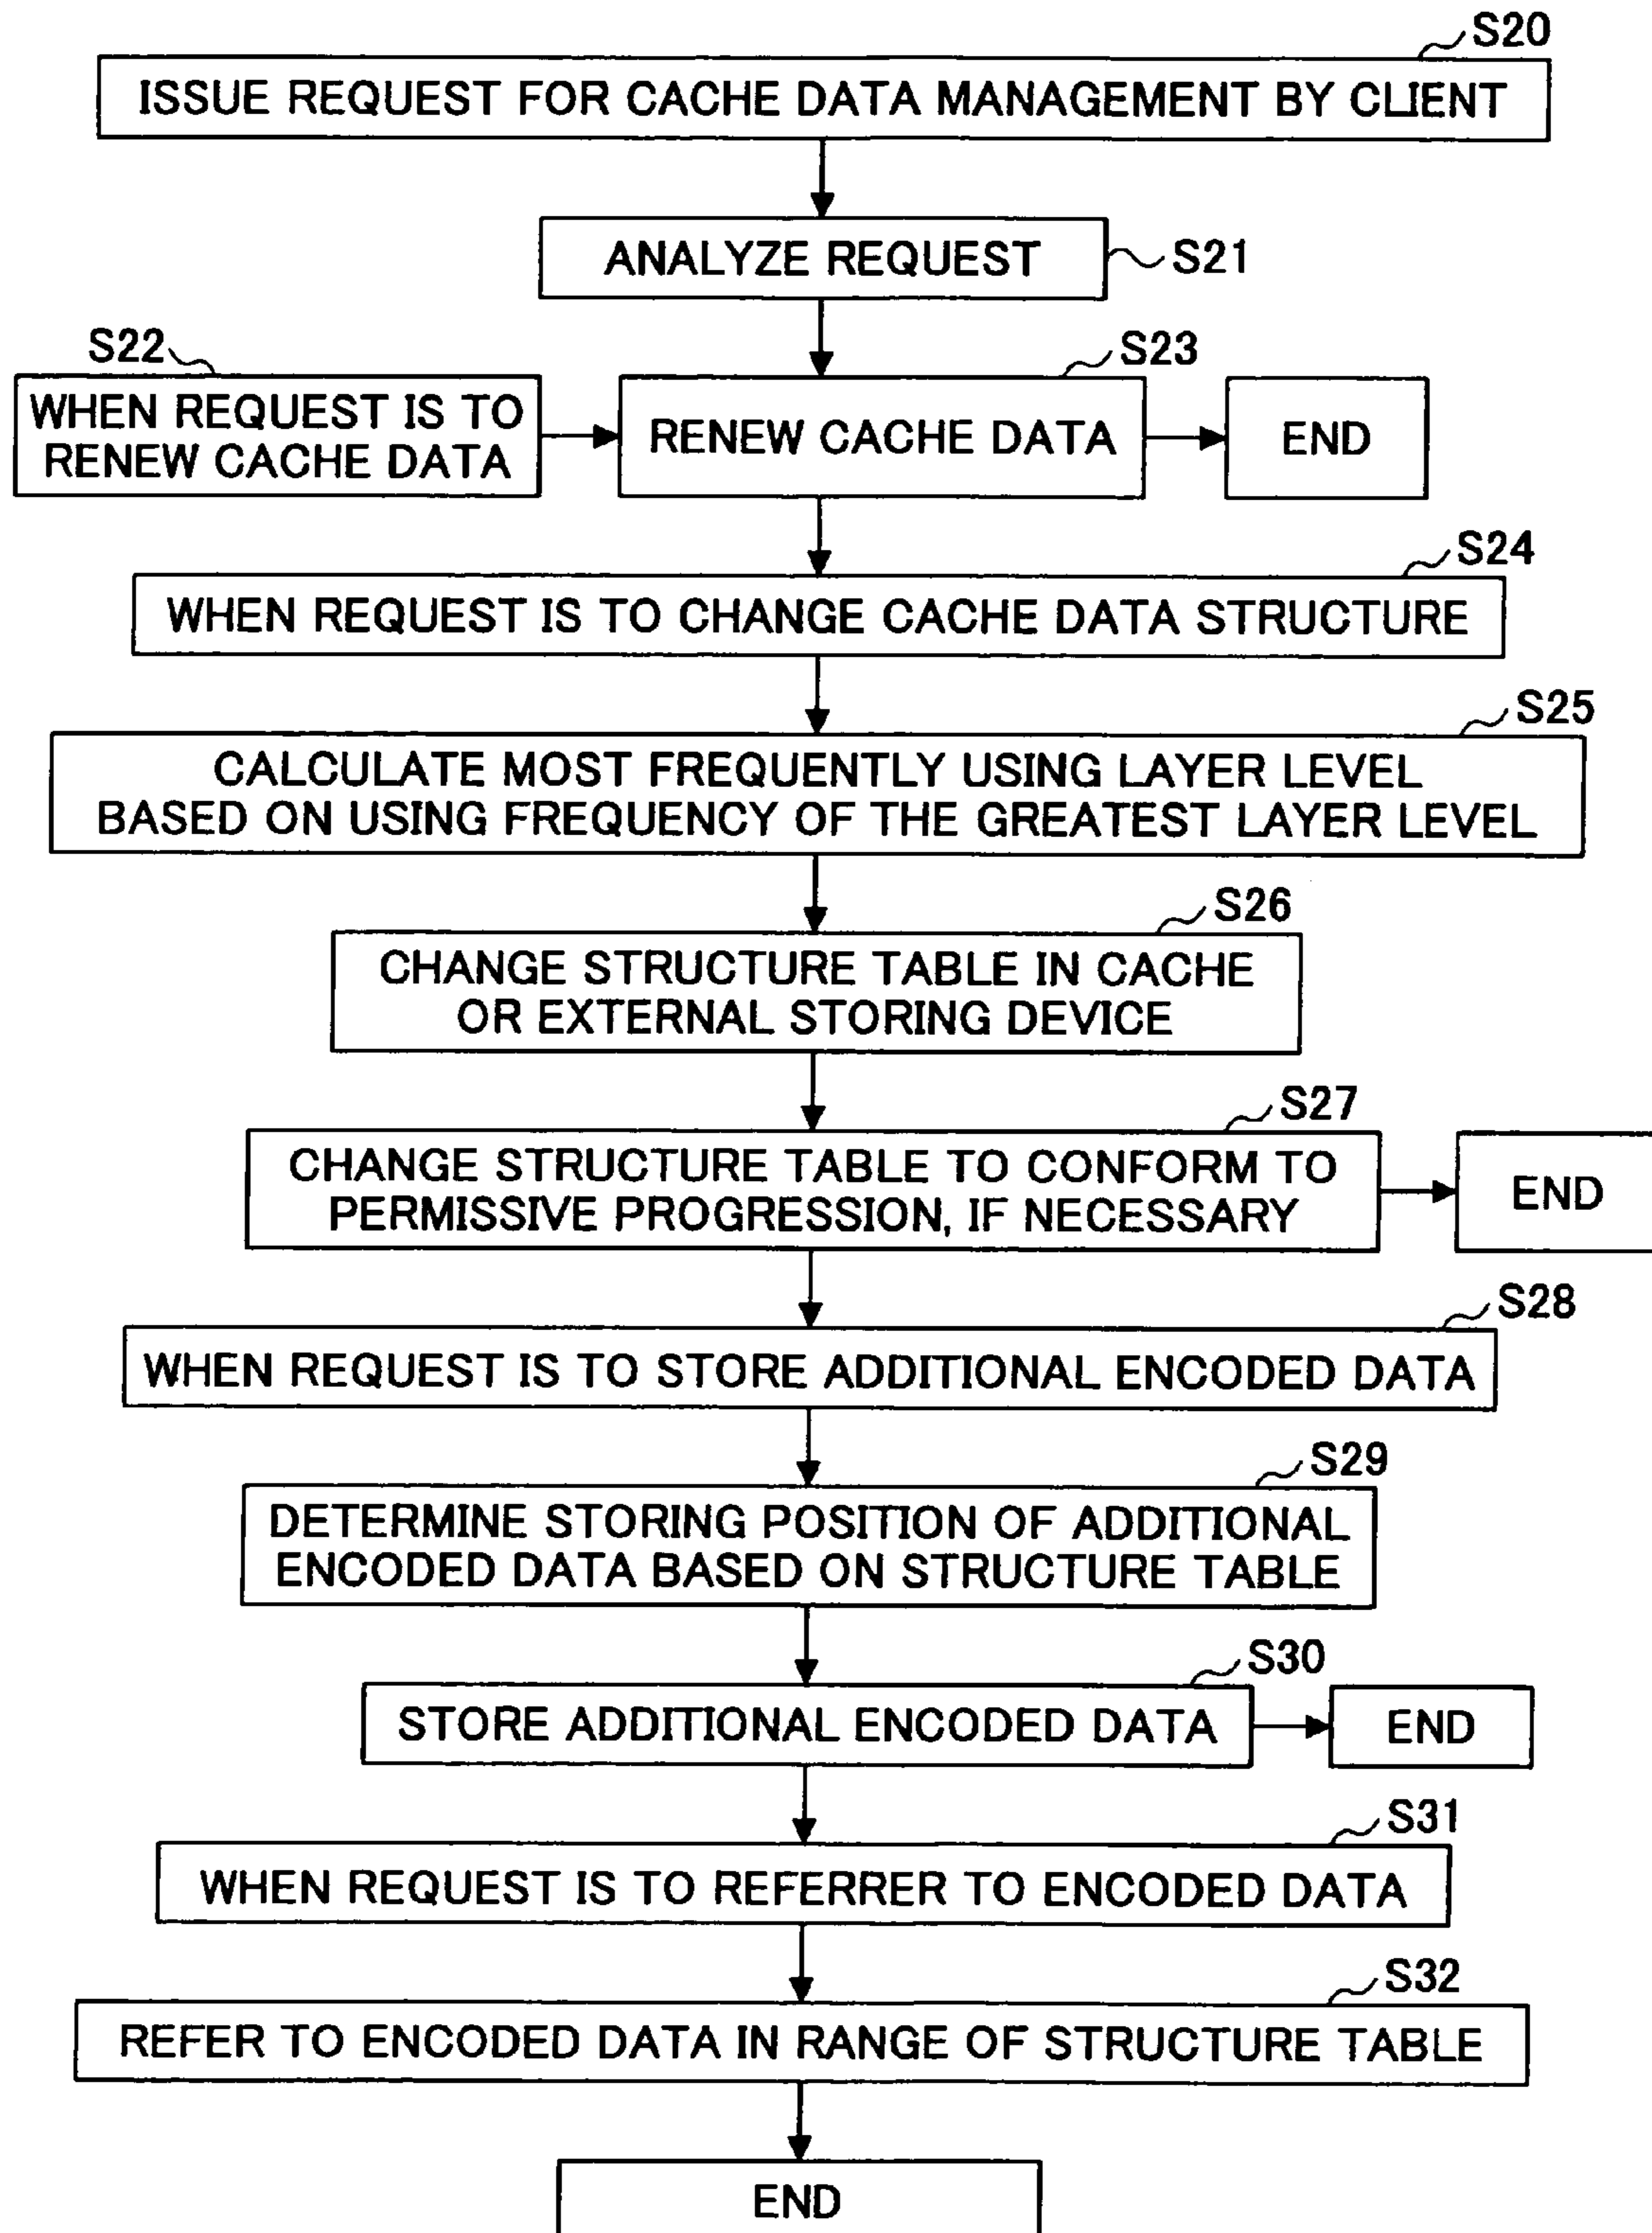 S20
ISSUE REQUEST FOR CACHE DATA MANAGEMENT BY CLIENT
ANALYZE REQUEST
S21
S22
WHEN REQUEST IS TO
RENEW CACHE DATA
S23
RENEW CACHE DATA
END
S24
WHEN REQUEST IS TO CHANGE CACHE DATA STRUCTURE
S25
CALCULATE MOST FREQUENTLY USING LAYER LEVEL
BASED ON USING FREQUENCY OF THE GREATEST LAYER LEVEL
S26
CHANGE STRUCTURE TABLE IN CACHE
OR EXTERNAL STORING DEVICE
S27
CHANGE STRUCTURE TABLE TO CONFORM TO
PERMISSIVE PROGRESSION, IF NECESSARY
END
S28
WHEN REQUEST IS TO STORE ADDITIONAL ENCODED DATA
S29
DETERMINE STORING POSITION OF ADDITIONAL
ENCODED DATA BASED ON STRUCTURE TABLE
S30
STORE ADDITIONAL ENCODED DATA
END
S31
WHEN REQUEST IS TO REFERRER TO ENCODED DATA
S32
REFER TO ENCODED DATA IN RANGE OF STRUCTURE TABLE
END